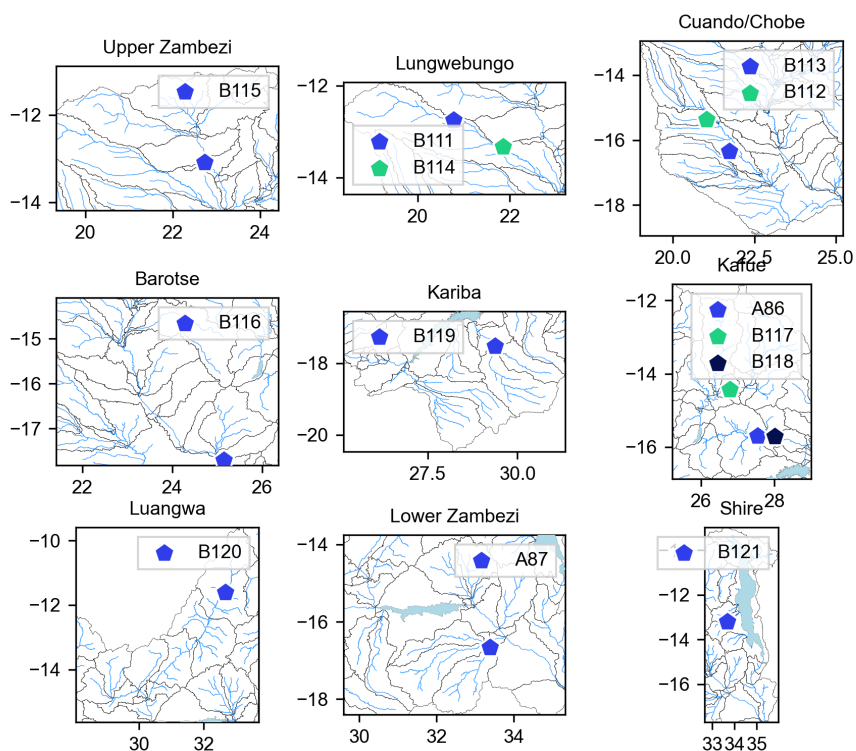 Upper Zambezi
B115
−12
−14
20
22
24
Lungwebungo
B111
B114
−12
−14
20
22
Cuando/Chobe
B113
B112
−14
−16
−18
20.0
22.5
25.0
Barotse
B116
−15
−16
−17
22
24
26
Kariba
B119
−18
−20
27.5
30.0
Kafue
A86
B117
B118
−12
−14
−16
26
28
Luangwa
B120
−10
−12
−14
30
32
Lower Zambezi
A87
−14
−16
−18
30
32
34
Shire
B121
−12
−14
−16
33
34
35